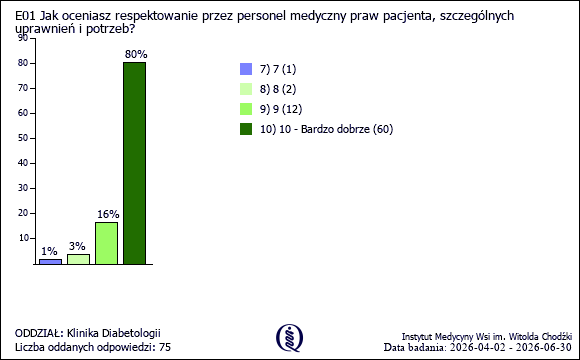 E01 Jak oceniasz respektowanie przez personel medyczny praw pacjenta, szczególnych
uprawnień i potrzeb?
90
80
70
60
50
40
30
20
10
1%
3%
16%
80%
7) 7 (1)
8) 8 (2)
9) 9 (12)
10) 10 - Bardzo dobrze (60)
ODDZIAŁ: Klinika Diabetologii
Liczba oddanych odpowiedzi: 75
Instytut Medycyny Wsi im. Witolda Chodźki
Data badania: 2026-04-02 - 2026-06-30